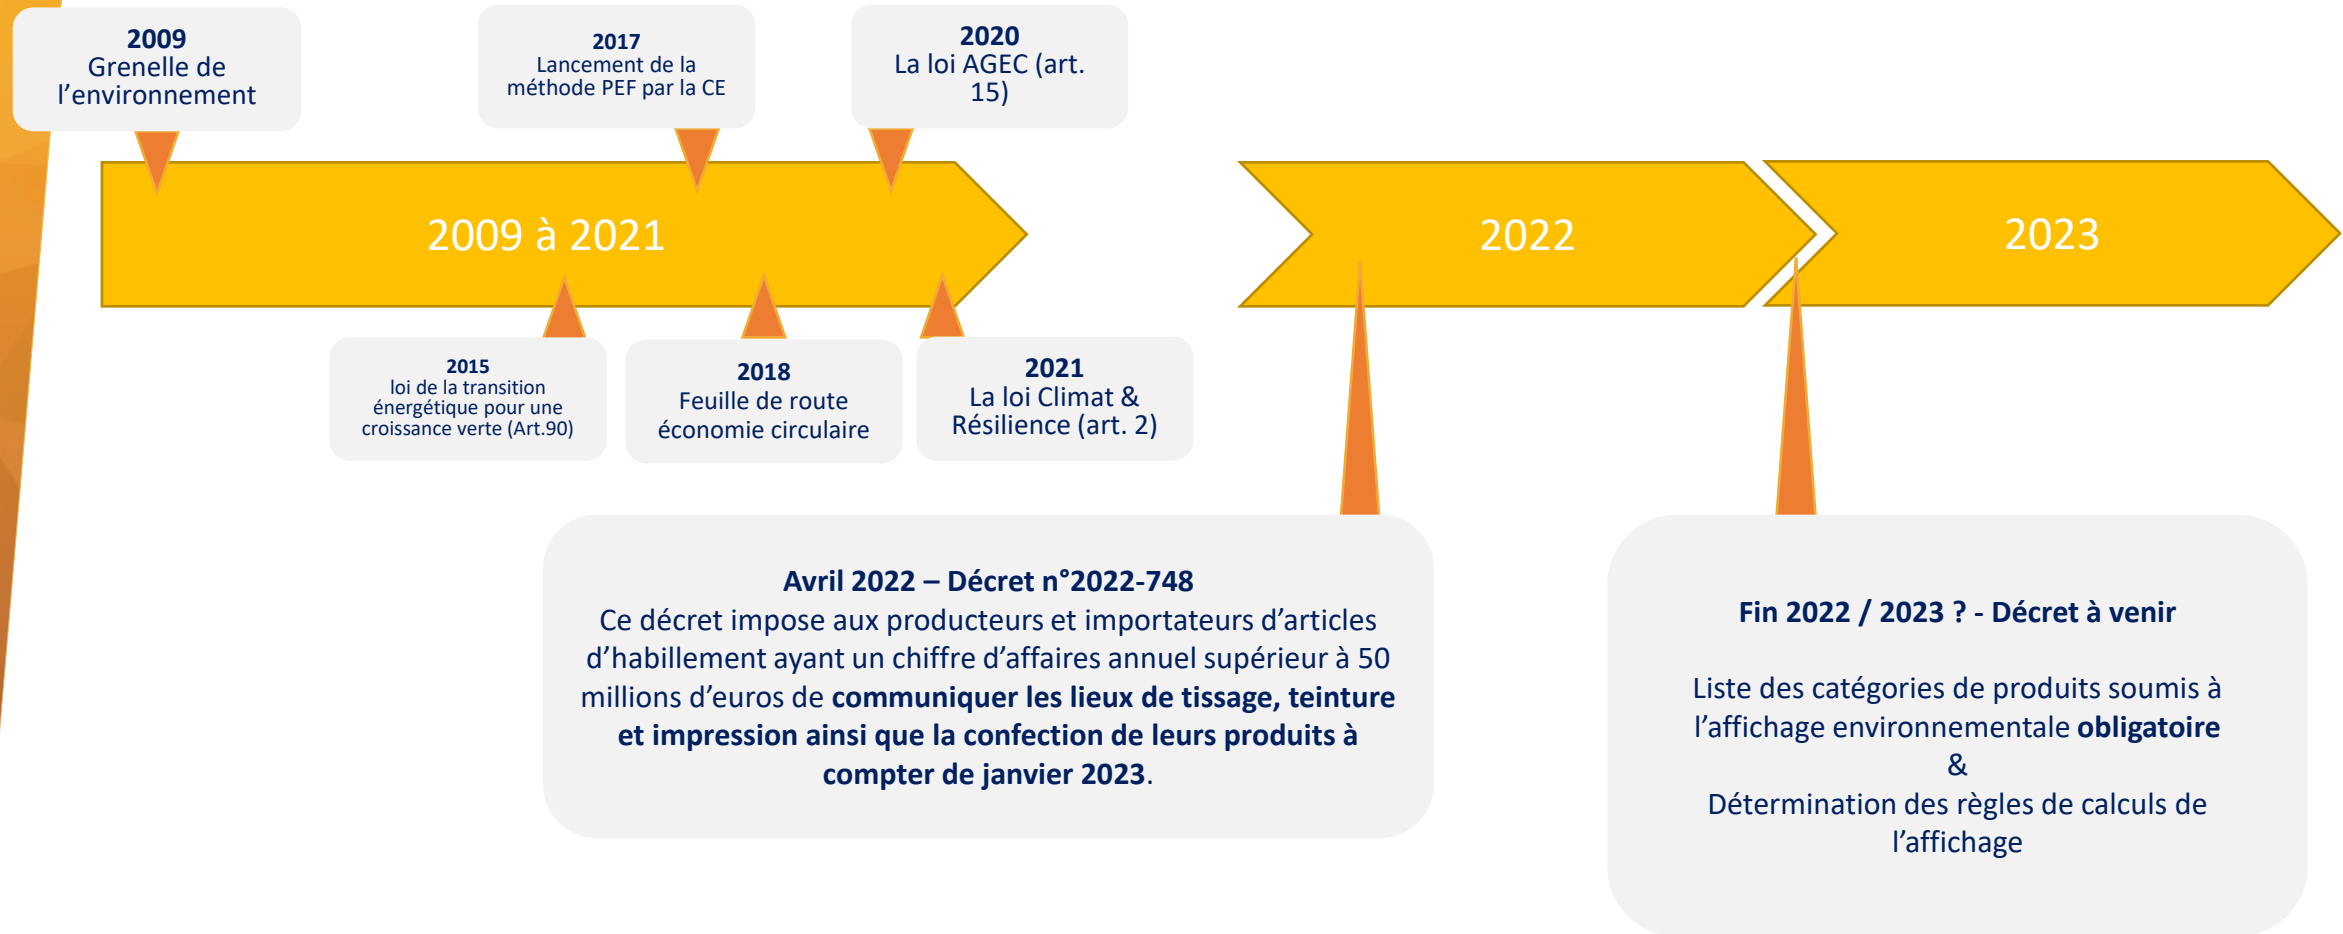 2009
Grenelle de
l’environnement
2017
Lancement de la
méthode PEF par la CE
2020
La loi AGEC (art.
15)
2009 à 2021
2022
2023
2015
loi de la transition
énergétique pour une
croissance verte (Art.90)
2018
Feuille de route
économie circulaire
2021
La loi Climat &
Résilience (art. 2)
Avril 2022 – Décret n°2022-748
Ce décret impose aux producteurs et importateurs d’articles
d’habillement ayant un chiffre d’affaires annuel supérieur à 50
millions d’euros de communiquer les lieux de tissage, teinture
et impression ainsi que la confection de leurs produits à
compter de janvier 2023.
Fin 2022 / 2023 ? - Décret à venir
Liste des catégories de produits soumis à
l’affichage environnementale obligatoire
&
Détermination des règles de calculs de
l’affichage